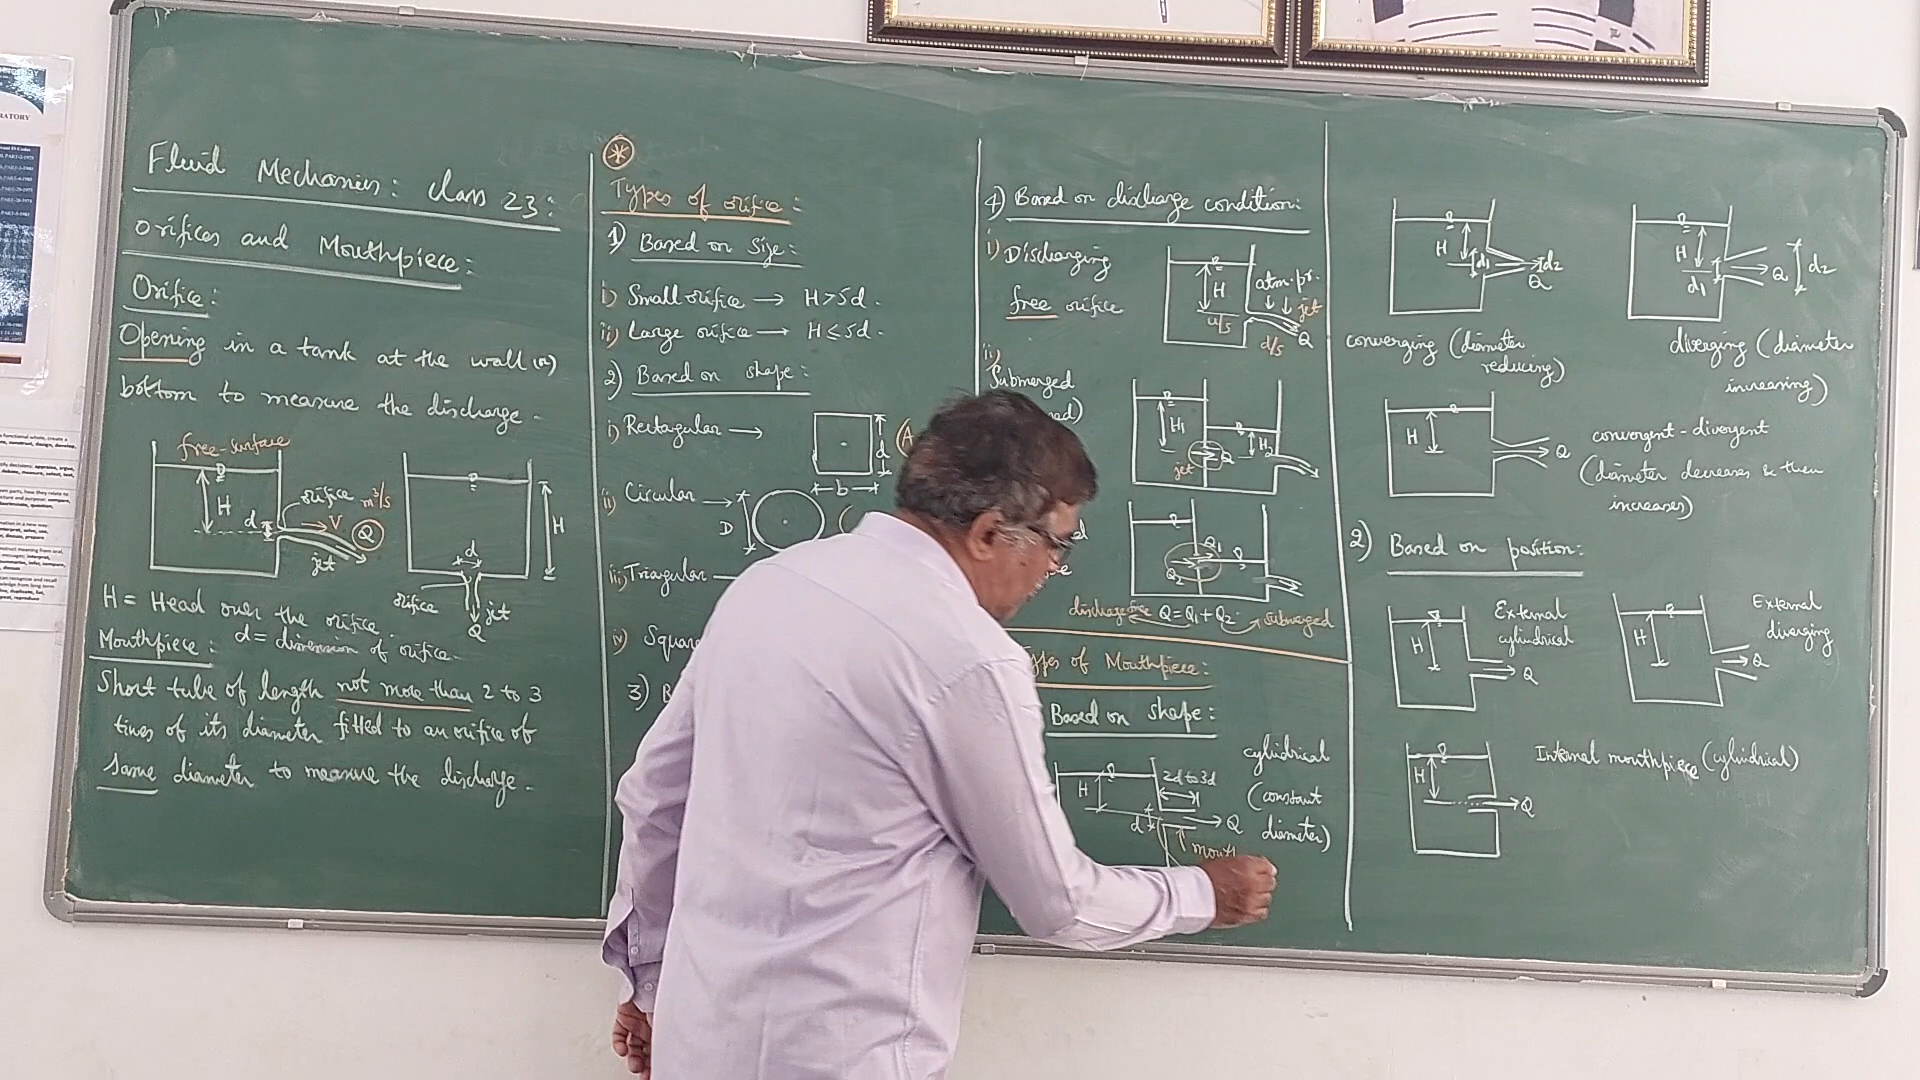 Fluid Mechanics: class 23:
Orifices and Mouthpiece:
Orifice:
Opening in a tank at the wall (or)
bottom to measure the discharge.
free-surface
H
d
orifice
m³/s
V
Q
jet
H
d
orifice
jet
Q
H = Head over the orifice.
d = dimension of orifice.
Mouthpiece:
Short tube of length not more than 2 to 3
times of its diameter fitted to an orifice of
same diameter to measure the discharge.
*
Types of orifice:
1) Based on Size:
i) Small orifice → H>5d.
ii) Large orifice → H≤5d.
2) Based on shape:
i) Rectangular →
d
b
(A
ii) Circular →
D
iii) Triangular
iv) Square
3) B
4) Based on discharge condition:
i) Discharging
free orifice
H
u/s
atm. pr.
jet
d/s
Q
ii)
Submerged
H1
jet
Q
H2
Q1
Q2
discharge free Q=Q1+Q2 submerged
Types of Mouthpiece:
Based on shape:
H
2d to 3d
d
Q
mouth
cylindrical
(constant
diameter)
H
d1
d2
Q
converging (diameter
reducing)
H
d1
Q
d2
diverging (diameter
increasing)
H
Q
convergent-divergent
(diameter decreases & then
increases)
2) Based on position:
H
Q
External
cylindrical
H
Q
External
diverging
H
Q
Internal mouthpiece (cylindrical)
RATORY